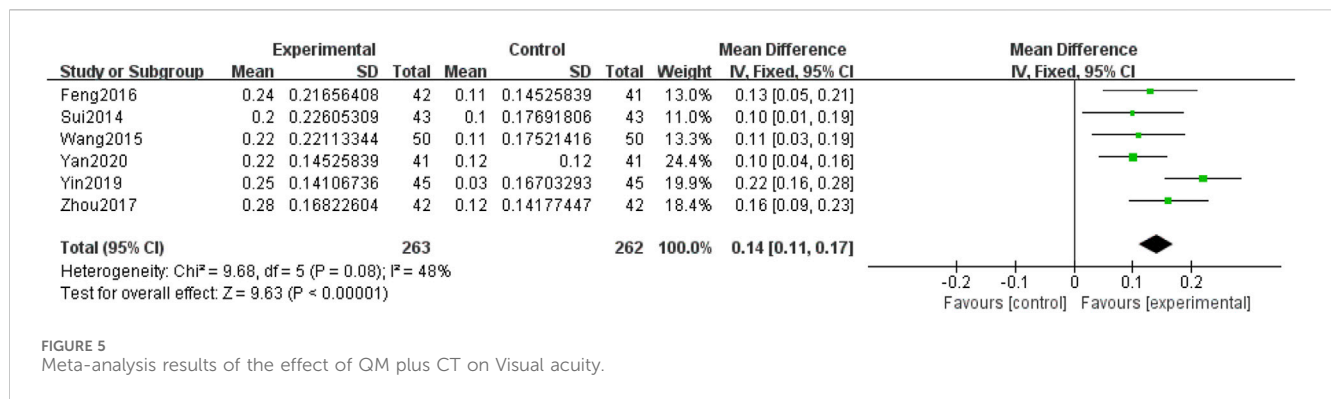 Experimental Control Mean Difference Mean Difference
Study or Subgroup Mean SD Total Mean SD Total Weight IV, Fixed, 95% CI IV, Fixed, 95% CI
Feng2016 0.24 0.21656408 42 0.11 0.14525839 41 13.0% 0.13 [0.05, 0.21]
Sui2014 0.2 0.22605309 43 0.1 0.17691806 43 11.0% 0.10 [0.01, 0.19]
Wang2015 0.22 0.22113344 50 0.11 0.17521416 50 13.3% 0.11 [0.03, 0.19]
Yan2020 0.22 0.14525839 41 0.12 0.12 41 24.4% 0.10 [0.04, 0.16]
Yin2019 0.25 0.14106736 45 0.03 0.16703293 45 19.9% 0.22 [0.16, 0.28]
Zhou2017 0.28 0.16822604 42 0.12 0.14177447 42 18.4% 0.16 [0.09, 0.23]
Total (95% CI) 263 262 100.0% 0.14 [0.11, 0.17]
Heterogeneity: Chi² = 9.68, df = 5 (P = 0.08); I² = 48%
Test for overall effect: Z = 9.63 (P < 0.00001)
-0.2 -0.1 0 0.1 0.2
Favours [control] Favours [experimental]
FIGURE 5
Meta-analysis results of the effect of QM plus CT on Visual acuity.